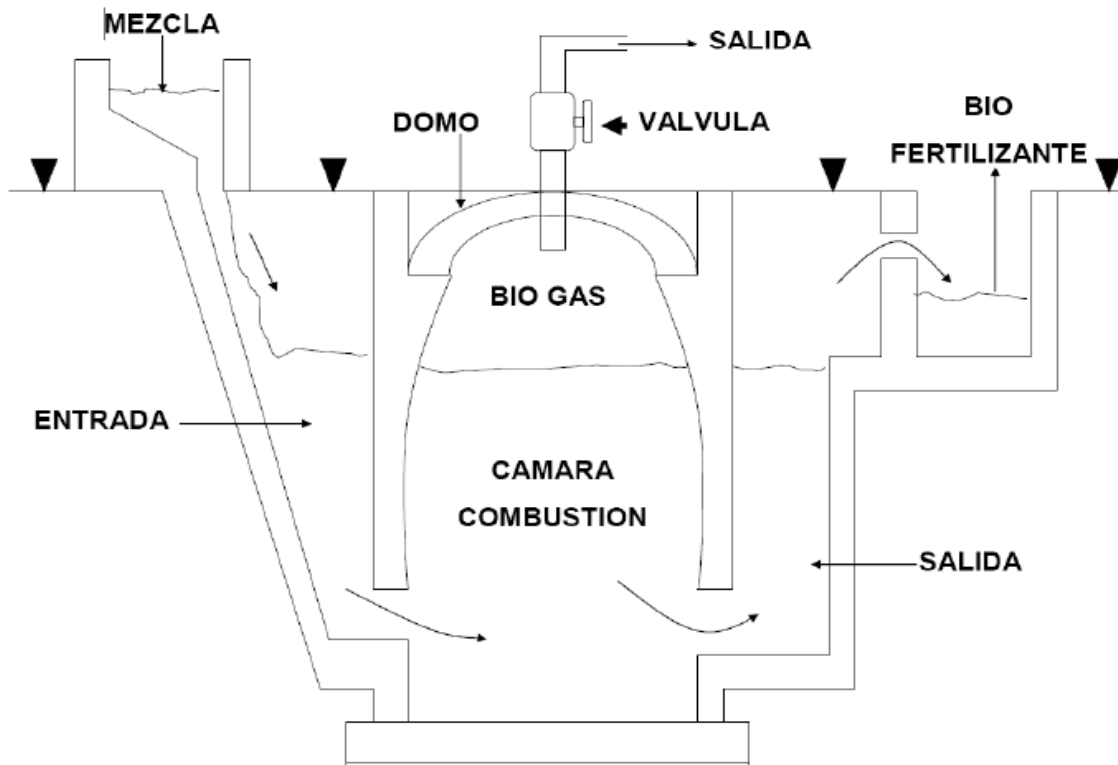 MEZCLA
SALIDA
DOMO
VALVULA
BIO
FERTILIZANTE
BIO GAS
ENTRADA
CAMARA
COMBUSTION
SALIDA